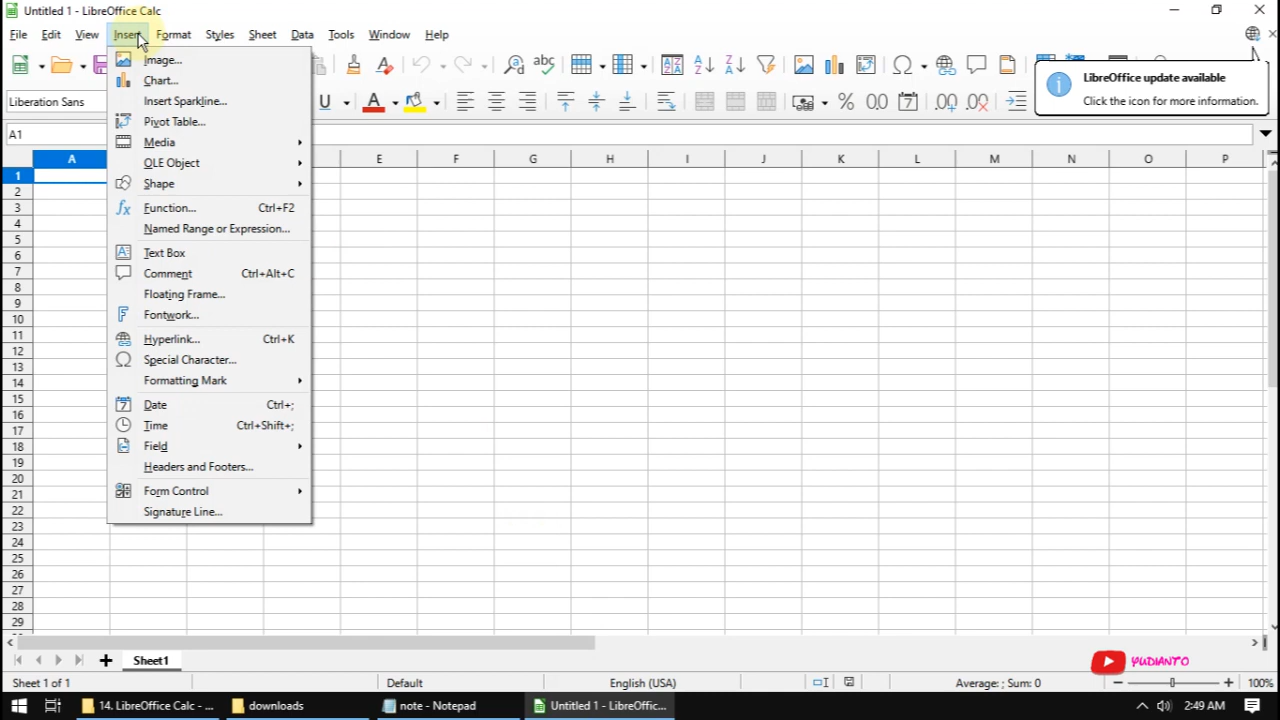 Untitled 1 - LibreOffice Calc
File Edit View Insert Format Styles Sheet Data Tools Window Help
LibreOffice update available
Click the icon for more information.
Liberation Sans
A1
Image...
Chart...
Insert Sparkline...
Pivot Table...
Media
OLE Object
Shape
Function... Ctrl+F2
Named Range or Expression...
Text Box
Comment Ctrl+Alt+C
Floating Frame...
Fontwork...
Hyperlink... Ctrl+K
Special Character...
Formatting Mark
Date Ctrl+;
Time Ctrl+Shift+;
Field
Headers and Footers...
Form Control
Signature Line...
A E F G H I J K L M N O P
1
2
3
4
5
6
7
8
9
10
11
12
13
14
15
16
17
18
19
20
21
22
23
24
25
26
27
28
29
Sheet1
YUDIANTO
Sheet 1 of 1 Default English (USA) Average: ; Sum: 0 100%
14. LibreOffice Calc - ... downloads note - Notepad Untitled 1 - LibreOffic... 2:49 AM